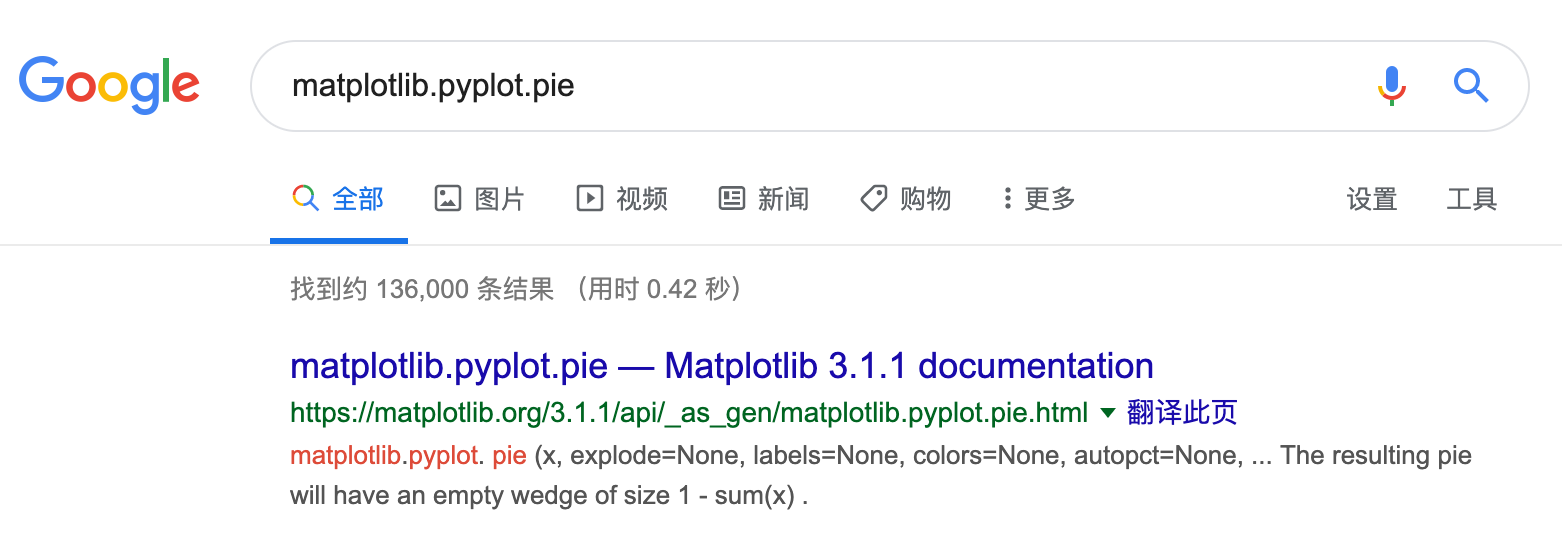 Google matplotlib.pyplot.pie
全部 图片 视频 新闻 购物 更多 设置 工具
找到约 136,000 条结果 （用时 0.42 秒）
matplotlib.pyplot.pie — Matplotlib 3.1.1 documentation
https://matplotlib.org/3.1.1/api/_as_gen/matplotlib.pyplot.pie.html 翻译此页
matplotlib.pyplot. pie (x, explode=None, labels=None, colors=None, autopct=None, ... The resulting pie
will have an empty wedge of size 1 - sum(x) .